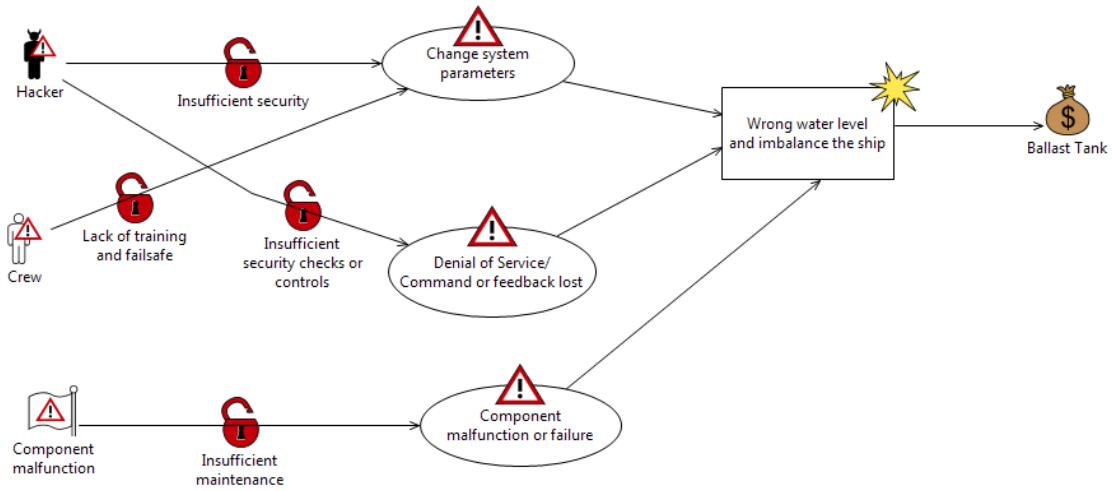 Change system
parameters
Hacker
Insufficient security
Wrong water level
and imbalance the ship
Ballast Tank
Lack of training
and failsafe
Crew
Insufficient
security checks or
controls
Denial of Service/
Command or feedback lost
Component
malfunction
Insufficient
maintenance
Component
malfunction or failure